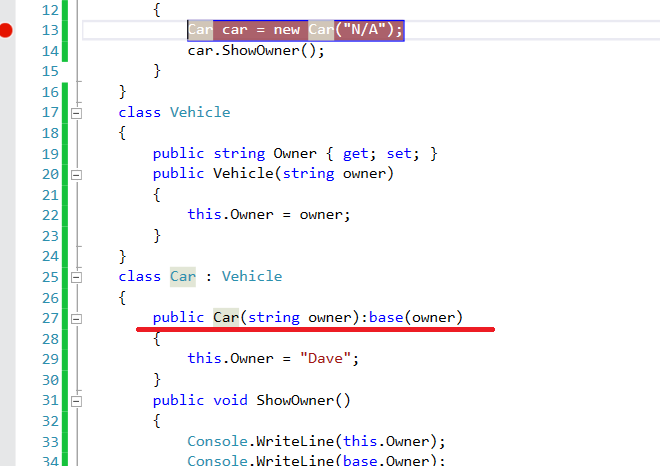 12 {
13 Car car = new Car("N/A");
14 car.ShowOwner();
15 }
16 }
17 class Vehicle
18 {
19 public string Owner { get; set; }
20 public Vehicle(string owner)
21 {
22 this.Owner = owner;
23 }
24 }
25 class Car : Vehicle
26 {
27 public Car(string owner):base(owner)
28 {
29 this.Owner = "Dave";
30 }
31 public void ShowOwner()
32 {
33 Console.WriteLine(this.Owner);
34 Console.WriteLine(base.Owner);